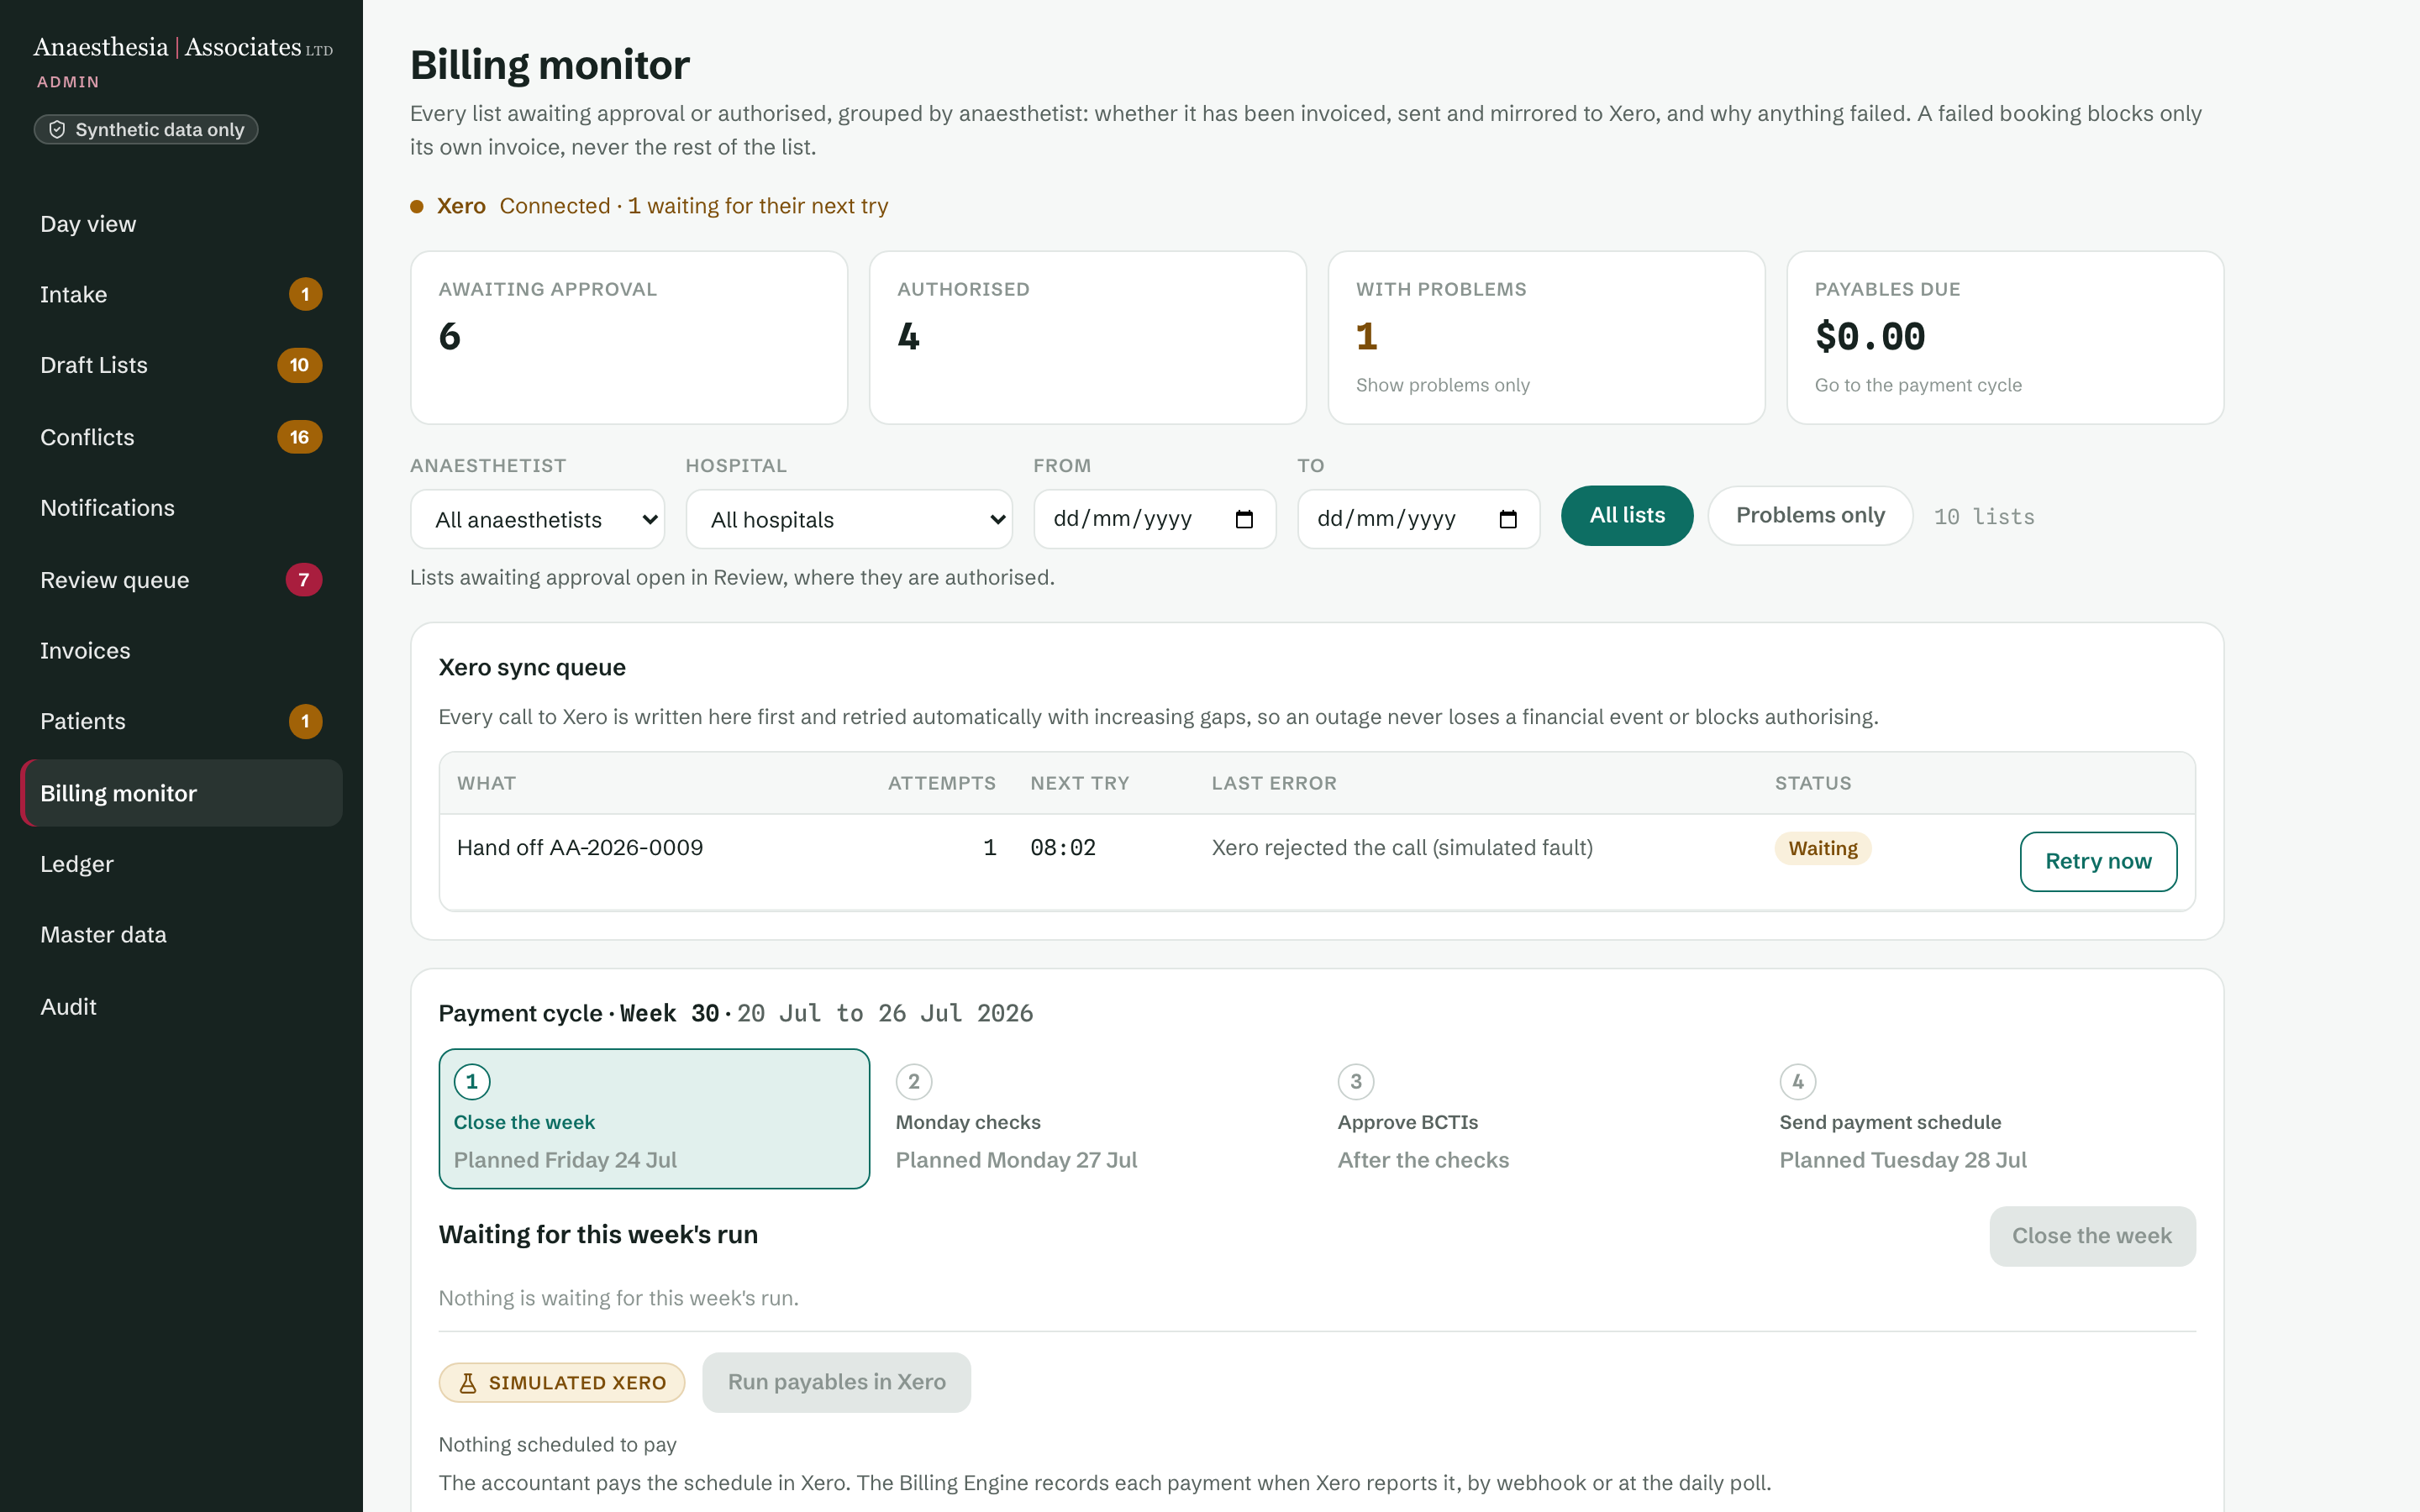 Anaesthesia | Associates LTD
ADMIN
Synthetic data only
Day view
Intake 1
Draft Lists 10
Conflicts 16
Notifications
Review queue 7
Invoices
Patients 1
Billing monitor
Ledger
Master data
Audit
Billing monitor
Every list awaiting approval or authorised, grouped by anaesthetist: whether it has been invoiced, sent and mirrored to Xero, and why anything failed. A failed booking blocks only
its own invoice, never the rest of the list.
Xero Connected · 1 waiting for their next try
AWAITING APPROVAL
6
AUTHORISED
4
WITH PROBLEMS
1
Show problems only
PAYABLES DUE
$0.00
Go to the payment cycle
ANAESTHETIST HOSPITAL FROM TO
All anaesthetists All hospitals dd/mm/yyyy dd/mm/yyyy All lists Problems only 10 lists
Lists awaiting approval open in Review, where they are authorised.
Xero sync queue
Every call to Xero is written here first and retried automatically with increasing gaps, so an outage never loses a financial event or blocks authorising.
WHAT ATTEMPTS NEXT TRY LAST ERROR STATUS
Hand off AA-2026-0009 1 08:02 Xero rejected the call (simulated fault) Waiting Retry now
Payment cycle · Week 30 · 20 Jul to 26 Jul 2026
1
Close the week
Planned Friday 24 Jul
2
Monday checks
Planned Monday 27 Jul
3
Approve BCTIs
After the checks
4
Send payment schedule
Planned Tuesday 28 Jul
Waiting for this week's run Close the week
Nothing is waiting for this week's run.
SIMULATED XERO Run payables in Xero
Nothing scheduled to pay
The accountant pays the schedule in Xero. The Billing Engine records each payment when Xero reports it, by webhook or at the daily poll.